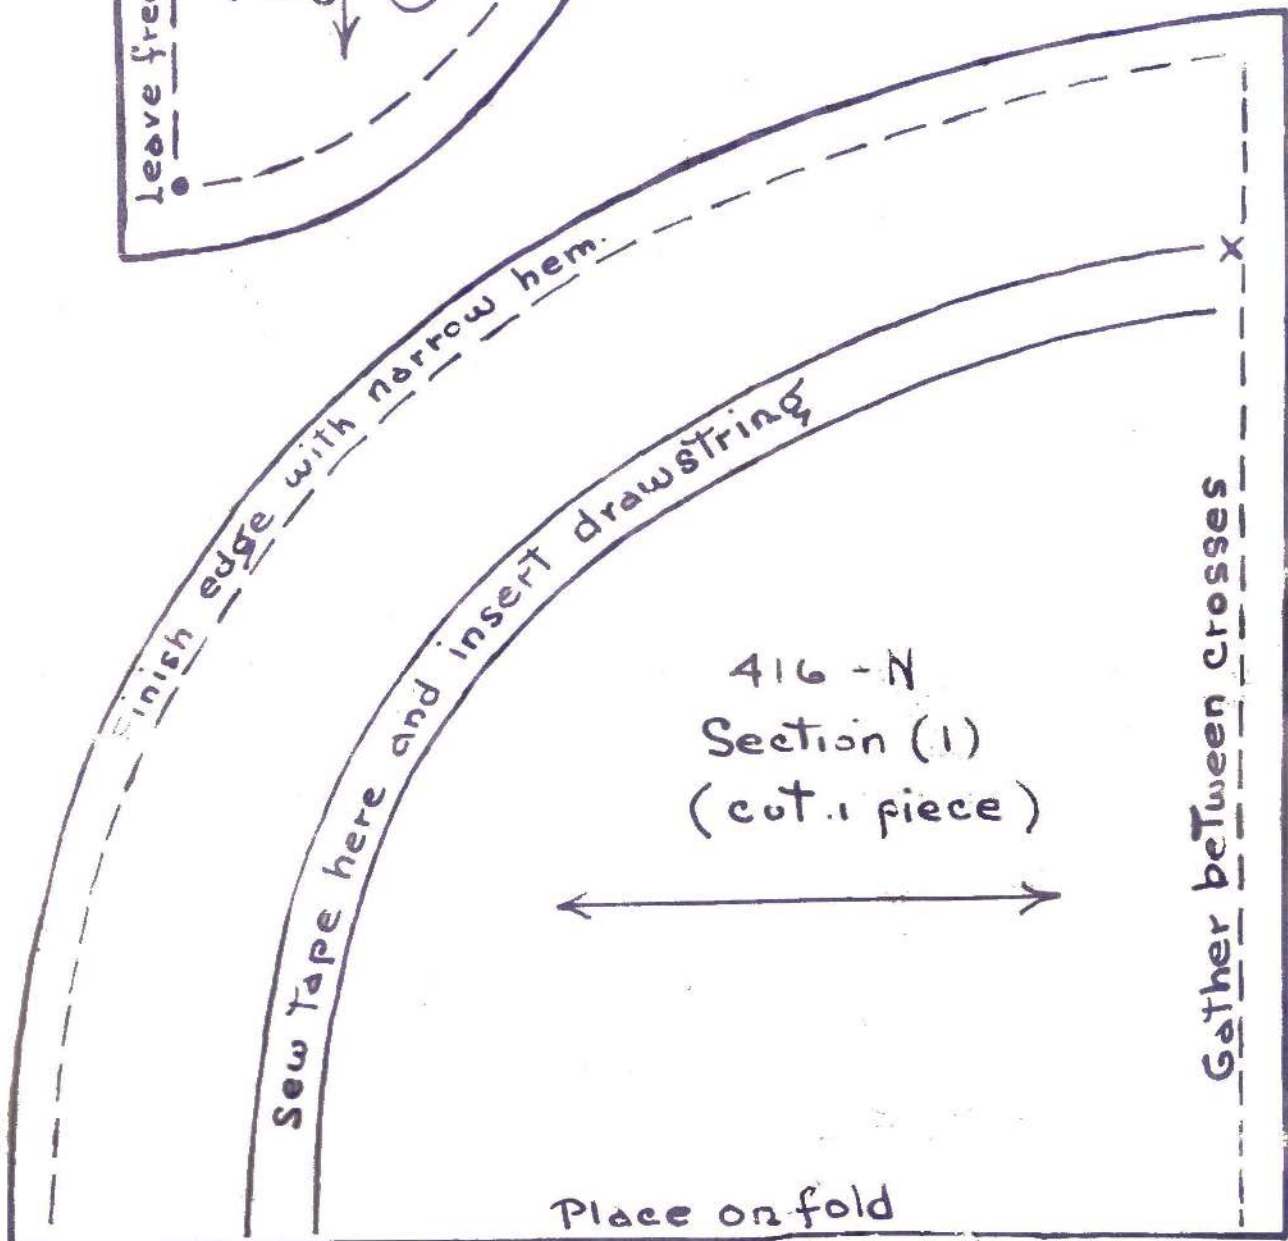 Leave free
Finish edge with narrow hem.
Sew Tape here and insert drawstring
x
416 - N
Section (1)
(cut 1 piece)
Gather between crosses
Place on fold